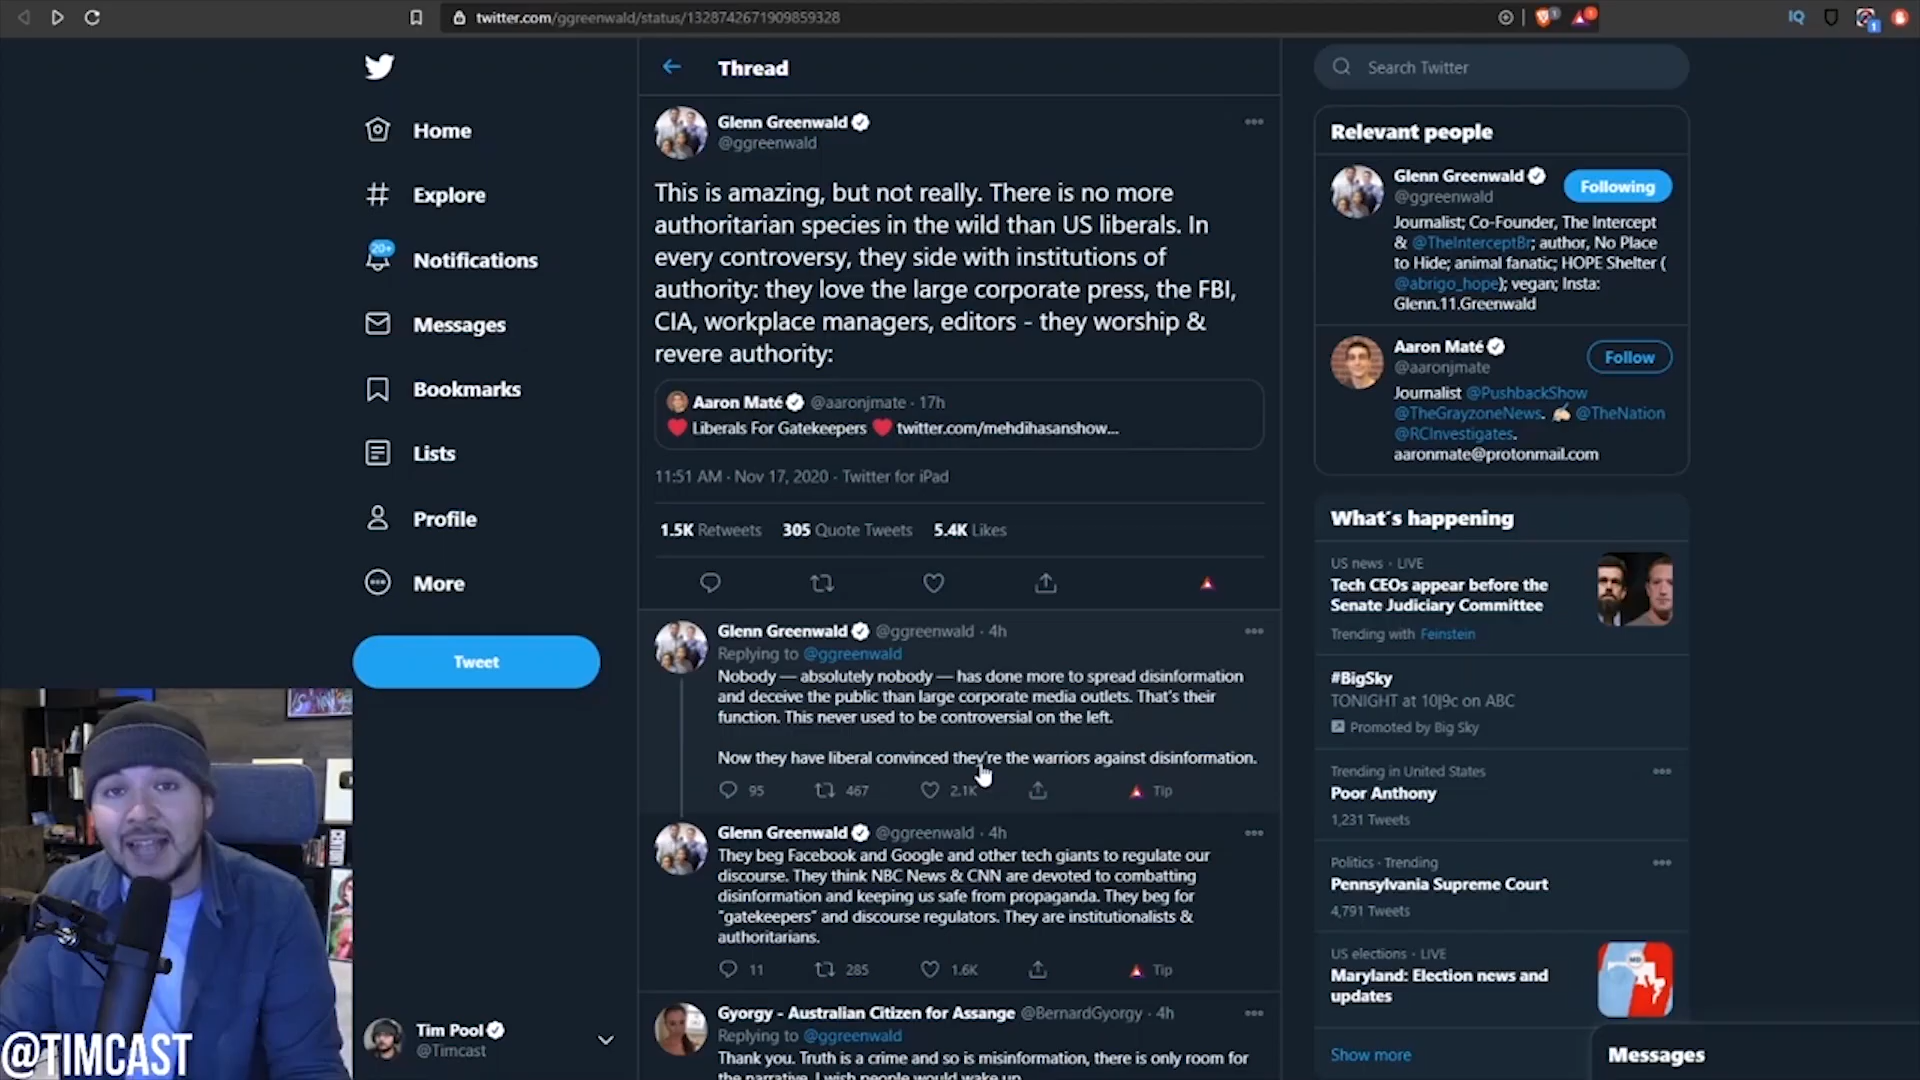 twitter.com/ggreenwald/status/1328742671909859328
Home
Explore
20+
Notifications
Messages
Bookmarks
Lists
Profile
More
Tweet
Tim Pool
@Timcast
@TIMCAST
Thread
Glenn Greenwald
@ggreenwald
This is amazing, but not really. There is no more
authoritarian species in the wild than US liberals. In
every controversy, they side with institutions of
authority: they love the large corporate press, the FBI,
CIA, workplace managers, editors - they worship &
revere authority:
Aaron Maté @aaronjmate · 17h
Liberals For Gatekeepers twitter.com/mehdihasanshow...
11:51 AM · Nov 17, 2020 · Twitter for iPad
1.5K Retweets 305 Quote Tweets 5.4K Likes
Glenn Greenwald @ggreenwald · 4h
Replying to @ggreenwald
Nobody — absolutely nobody — has done more to spread disinformation
and deceive the public than large corporate media outlets. That's their
function. This never used to be controversial on the left.
Now they have liberal convinced they're the warriors against disinformation.
95 467 2.1K Tip
Glenn Greenwald @ggreenwald · 4h
They beg Facebook and Google and other tech giants to regulate our
discourse. They think NBC News & CNN are devoted to combatting
disinformation and keeping us safe from propaganda. They beg for
"gatekeepers" and discourse regulators. They are institutionalists &
authoritarians.
11 285 1.6K Tip
Gyorgy - Australian Citizen for Assange @BernardGyorgy · 4h
Replying to @ggreenwald
Thank you. Truth is a crime and so is misinformation, there is only room for
the narrative. I wish people would wake up
IQ
1
Search Twitter
Relevant people
Glenn Greenwald
@ggreenwald
Following
Journalist; Co-Founder, The Intercept
& @TheInterceptBr; author, No Place
to Hide; animal fanatic; HOPE Shelter (
@abrigo_hope); vegan; Insta:
Glenn.11.Greenwald
Aaron Maté
@aaronjmate
Follow
Journalist @PushbackShow
@TheGrayzoneNews. @TheNation
@RCInvestigates.
aaronmate@protonmail.com
What's happening
US news · LIVE
Tech CEOs appear before the
Senate Judiciary Committee
Trending with Feinstein
#BigSky
TONIGHT at 10|9c on ABC
Promoted by Big Sky
Trending in United States
Poor Anthony
1,231 Tweets
Politics · Trending
Pennsylvania Supreme Court
4,791 Tweets
US elections · LIVE
Maryland: Election news and
updates
MD
Show more
Messages